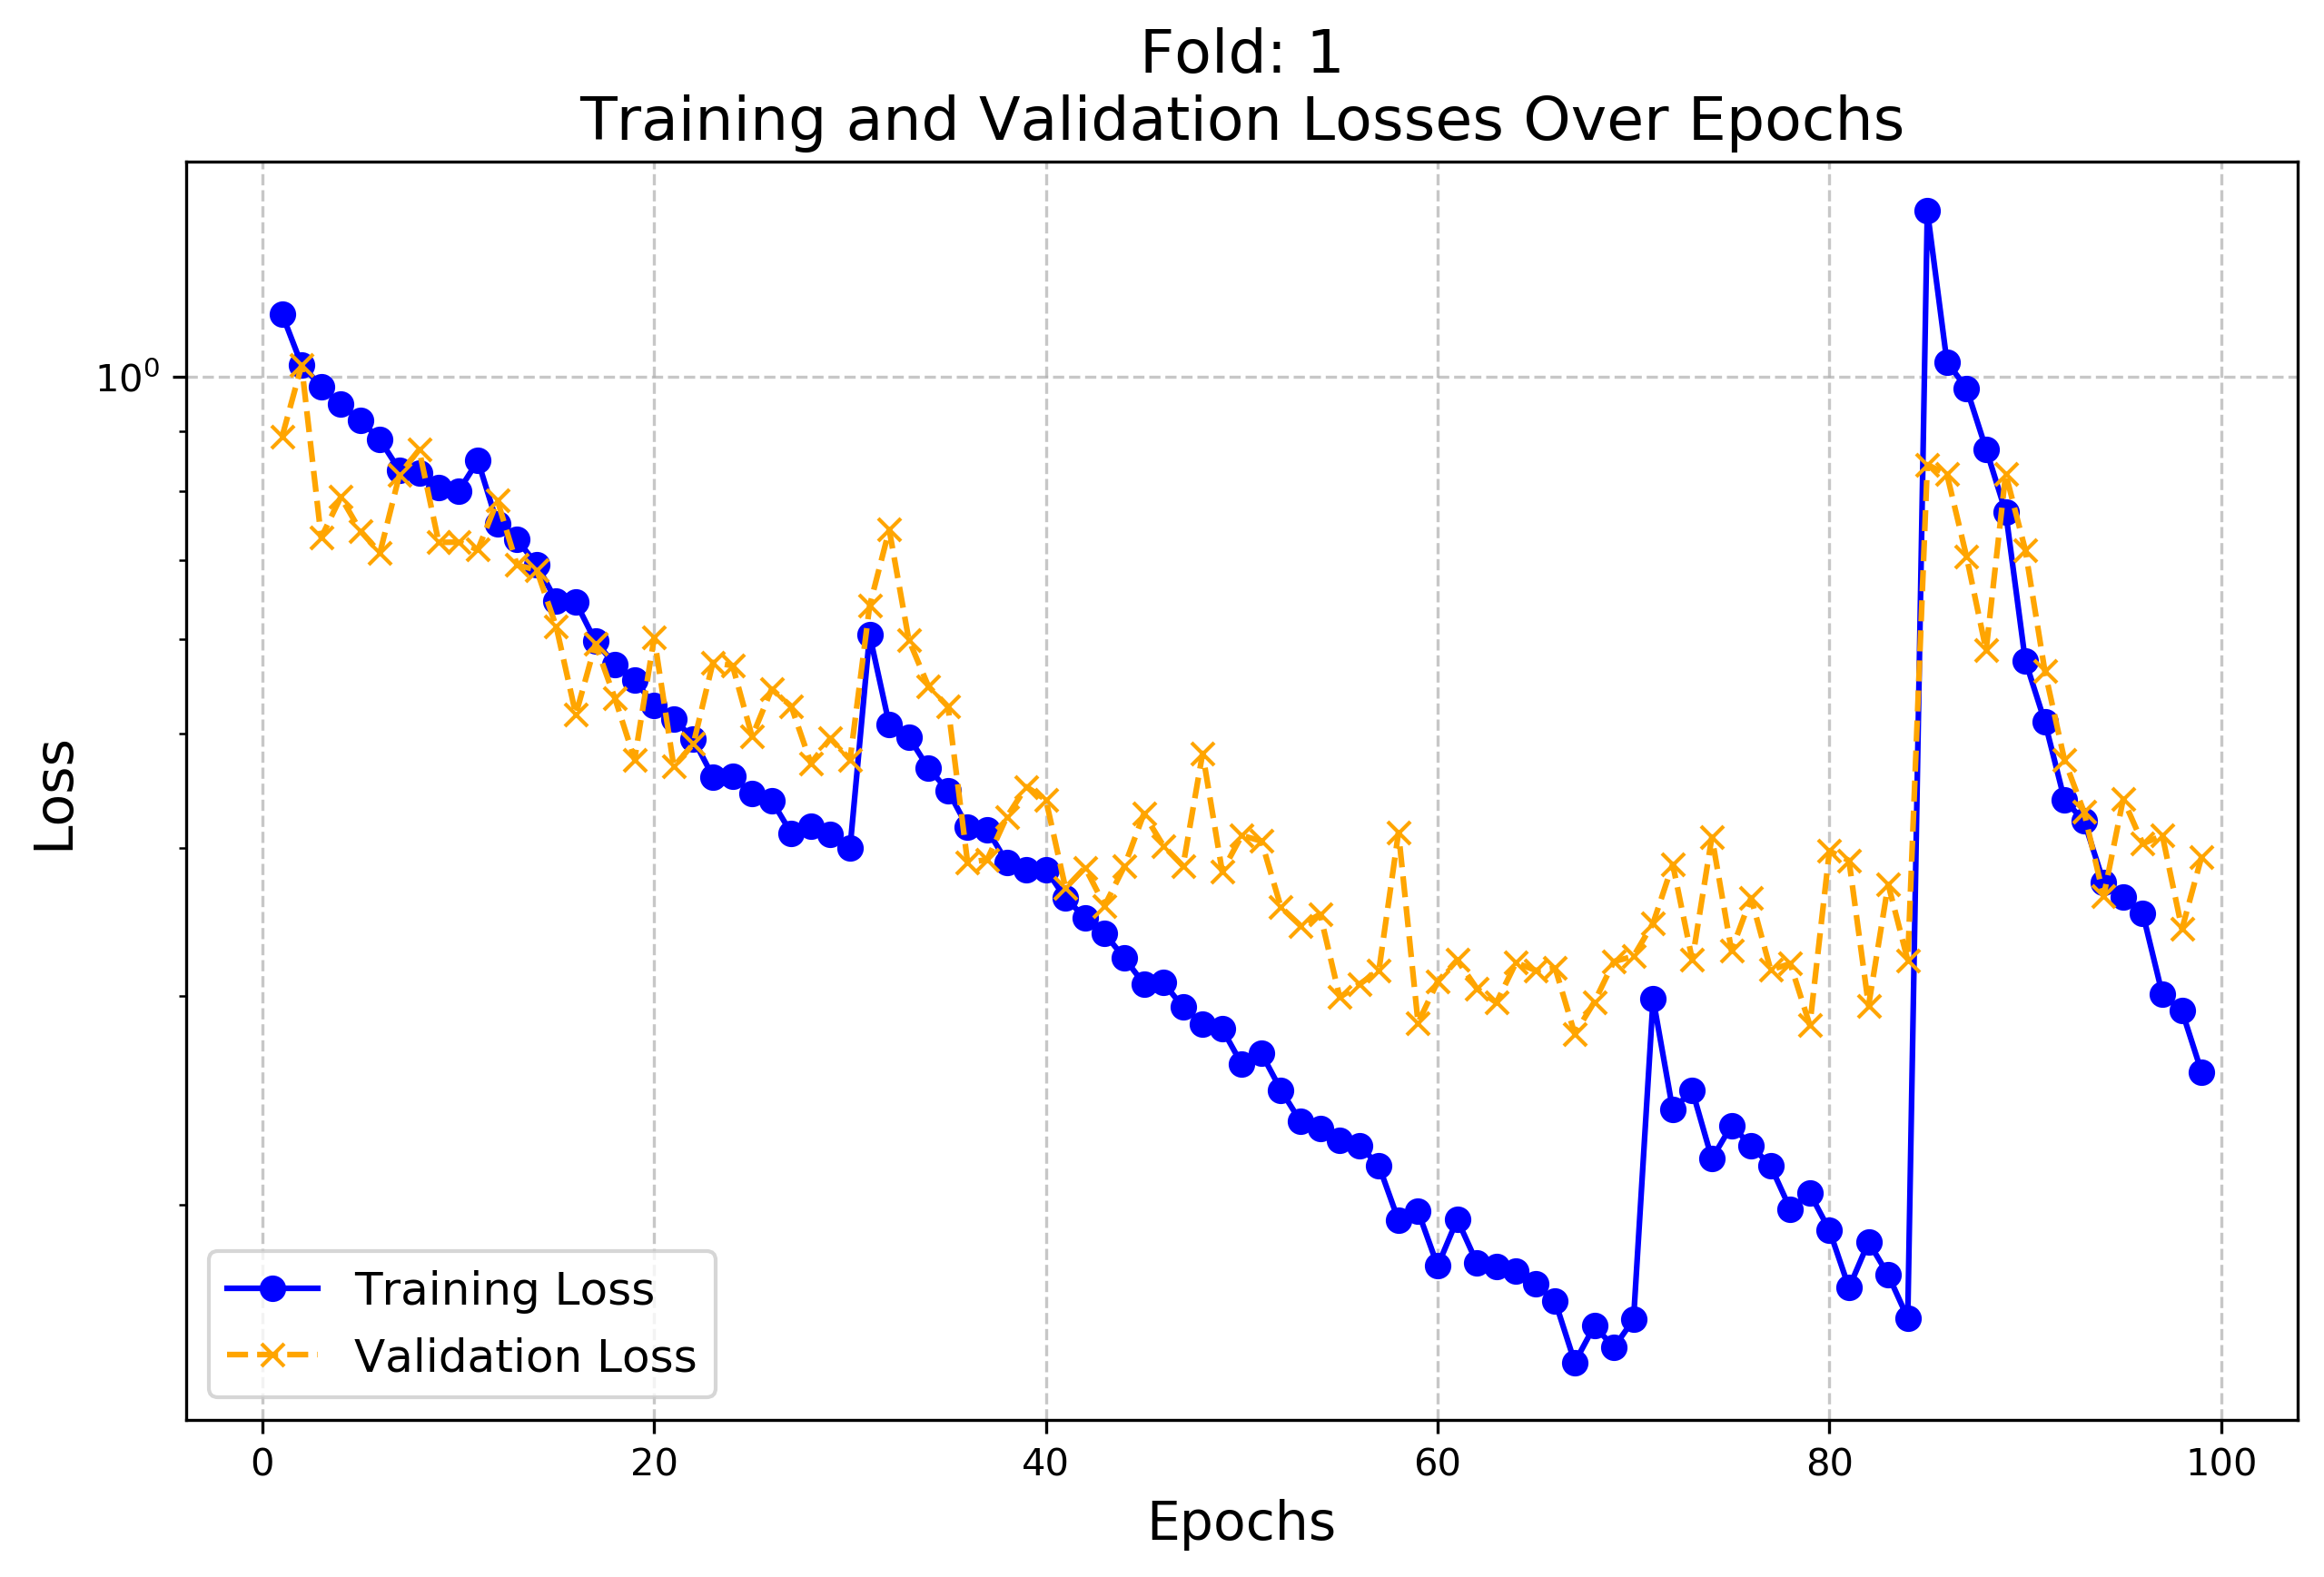 Fold: 1
Training and Validation Losses Over Epochs
10⁰
Loss
Training Loss
Validation Loss
0 20 40 60 80 100
Epochs